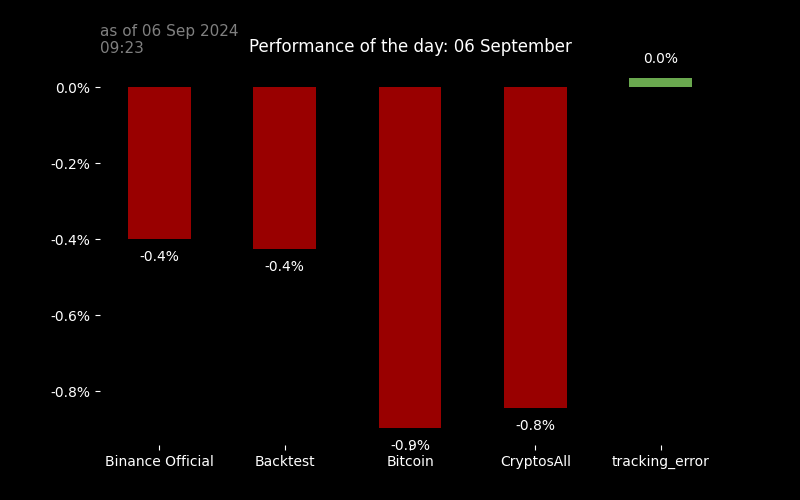 as of 06 Sep 2024
09:23
Performance of the day: 06 September
0.0%
0.0%
-0.2%
-0.4%
-0.4%
-0.4%
-0.6%
-0.8%
-0.8%
-0.9%
Binance Official
Backtest
Bitcoin
CryptosAll
tracking_error